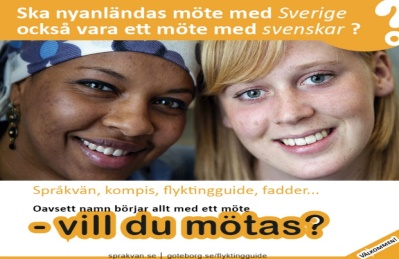 Ska nyanländas möte med Sverige
också vara ett möte med svenskar ?
?
Språkvän, kompis, flyktingguide, fadder...
Oavsett namn börjar allt med ett möte
- vill du mötas?
VÄLKOMMEN!
sprakvan.se | goteborg.se/flyktingguide